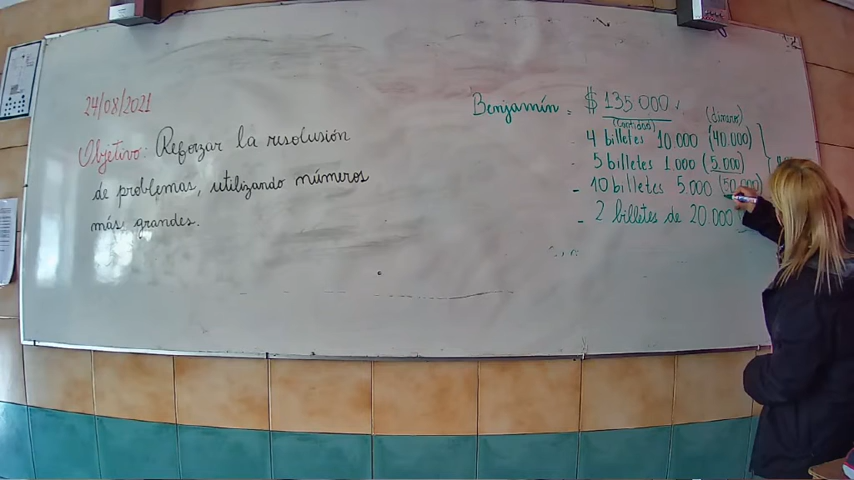 24/08/2021
Objetivo: Reforzar la resolusión
de problemas, utilizando números
más grandes.
Benjamín = $ 135.000
(Cantidad) (dinero)
- 4 billetes 10.000 (40.000)
- 5 billetes 1.000 (5.000)
- 10 billetes 5.000 (50.000)
- 2 billetes de 20.000